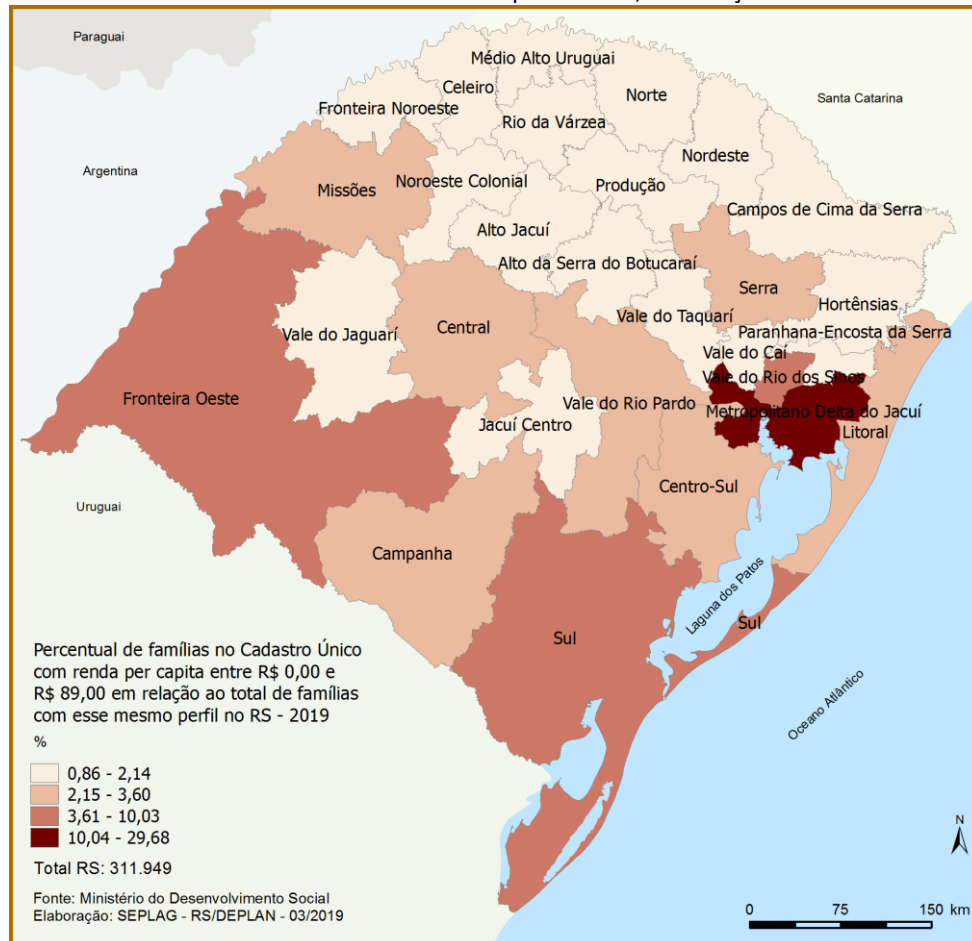 Paraguai
Médio Alto Uruguai
Celeiro
Norte
Santa Catarina
Fronteira Noroeste
Rio da Várzea
Nordeste
Argentina
Missões
Noroeste Colonial
Produção
Campos de Cima da Serra
Alto Jacuí
Alto da Serra do Botucaraí
Serra
Hortênsias
Vale do Jaguarí
Central
Vale do Taquarí
Paranhana-Encosta da Serra
Vale do Caí
Vale do Rio dos Sinos
Fronteira Oeste
Vale do Rio Pardo
Metropolitano Delta do Jacuí
Jacuí Centro
Litoral
Centro-Sul
Uruguai
Campanha
Laguna dos Patos
Sul
Sul
Oceano Atlântico
Percentual de famílias no Cadastro Único
com renda per capita entre R$ 0,00 e
R$ 89,00 em relação ao total de famílias
com esse mesmo perfil no RS - 2019
%
0,86 - 2,14
2,15 - 3,60
3,61 - 10,03
10,04 - 29,68
Total RS: 311.949
Fonte: Ministério do Desenvolvimento Social
Elaboração: SEPLAG - RS/DEPLAN - 03/2019
N
0 75 150 km